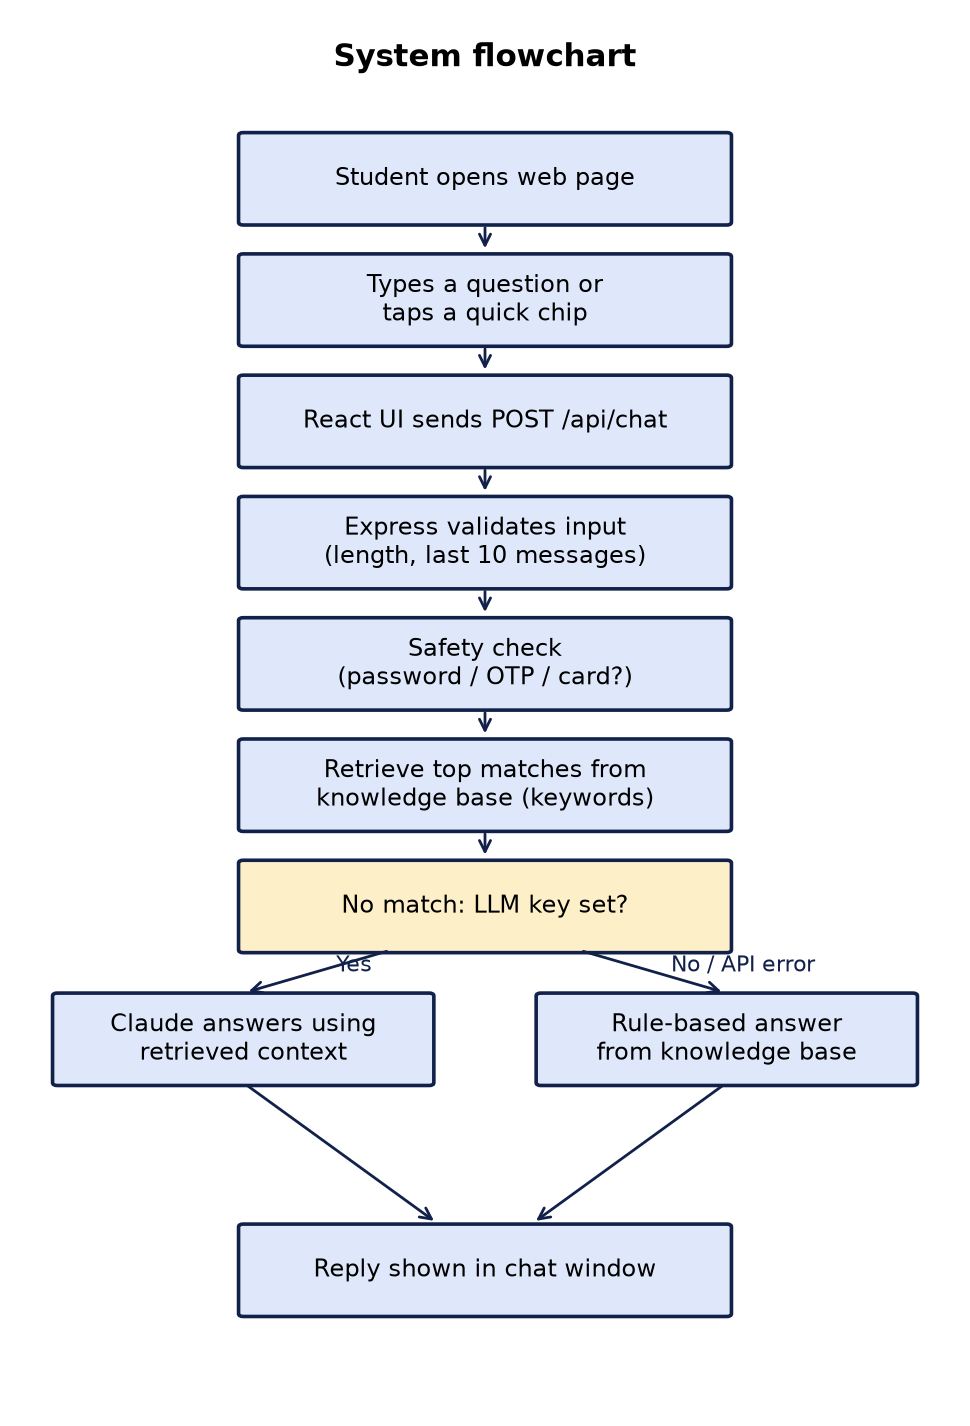 System flowchart
Student opens web page
Types a question or
taps a quick chip
React UI sends POST /api/chat
Express validates input
(length, last 10 messages)
Safety check
(password / OTP / card?)
Retrieve top matches from
knowledge base (keywords)
No match: LLM key set?
Yes
No / API error
Claude answers using
retrieved context
Rule-based answer
from knowledge base
Reply shown in chat window